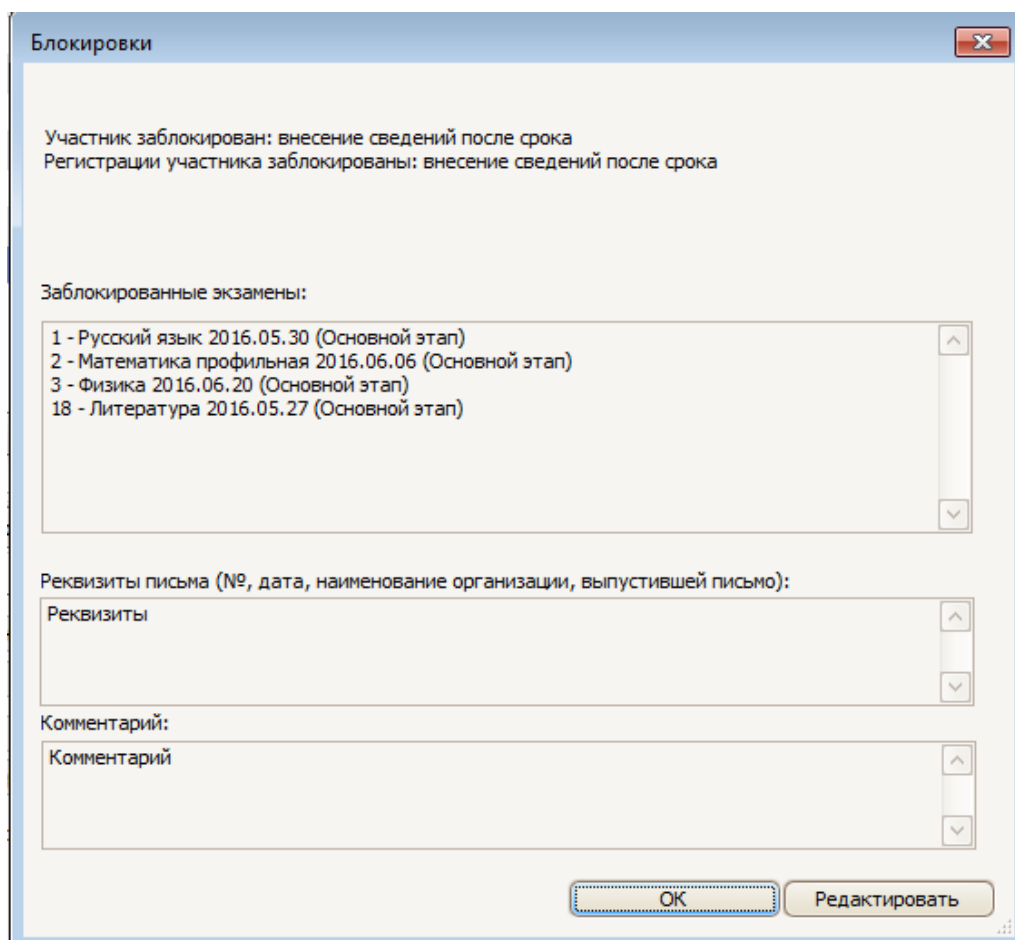 Блокировки
Участник заблокирован: внесение сведений после срока
Регистрации участника заблокированы: внесение сведений после срока
Заблокированные экзамены:
1 - Русский язык 2016.05.30 (Основной этап)
2 - Математика профильная 2016.06.06 (Основной этап)
3 - Физика 2016.06.20 (Основной этап)
18 - Литература 2016.05.27 (Основной этап)
Реквизиты письма (№, дата, наименование организации, выпустившей письмо):
Реквизиты
Комментарий:
Комментарий
ОК
Редактировать